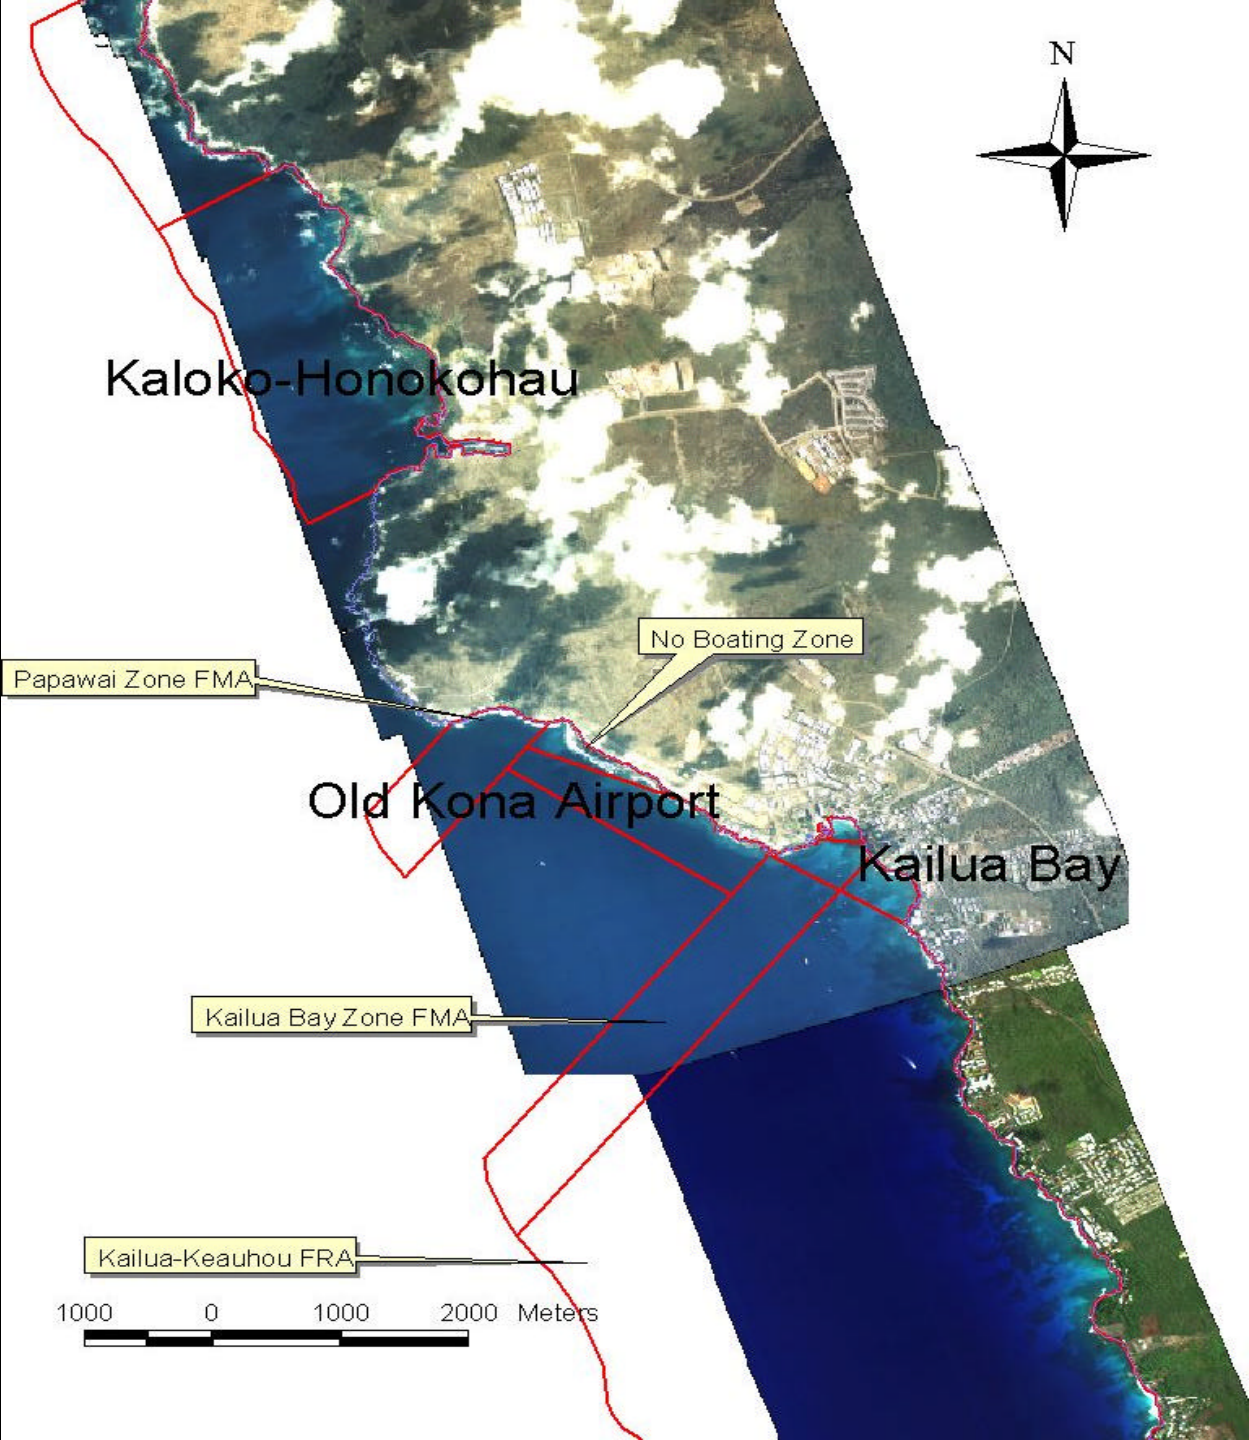 N
Kaloko-Honokohau
No Boating Zone
Papawai Zone FMA
Old Kona Airport
Kailua Bay
Kailua Bay Zone FMA
Kailua-Keauhou FRA
1000 0 1000 2000 Meters